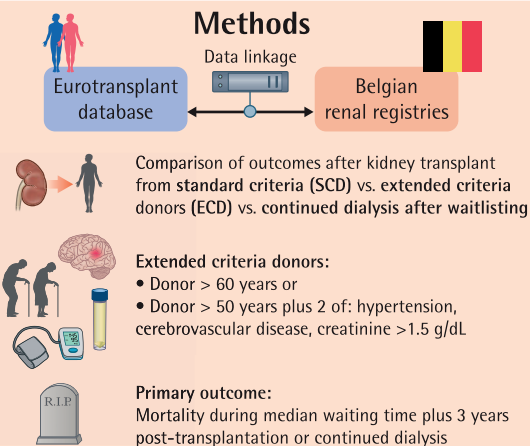 Methods
Data linkage
Eurotransplant
database
Belgian
renal registries
Comparison of outcomes after kidney transplant
from standard criteria (SCD) vs. extended criteria
donors (ECD) vs. continued dialysis after waitlisting
Extended criteria donors:
• Donor > 60 years or
• Donor > 50 years plus 2 of: hypertension,
cerebrovascular disease, creatinine >1.5 g/dL
R.I.P
Primary outcome:
Mortality during median waiting time plus 3 years
post-transplantation or continued dialysis